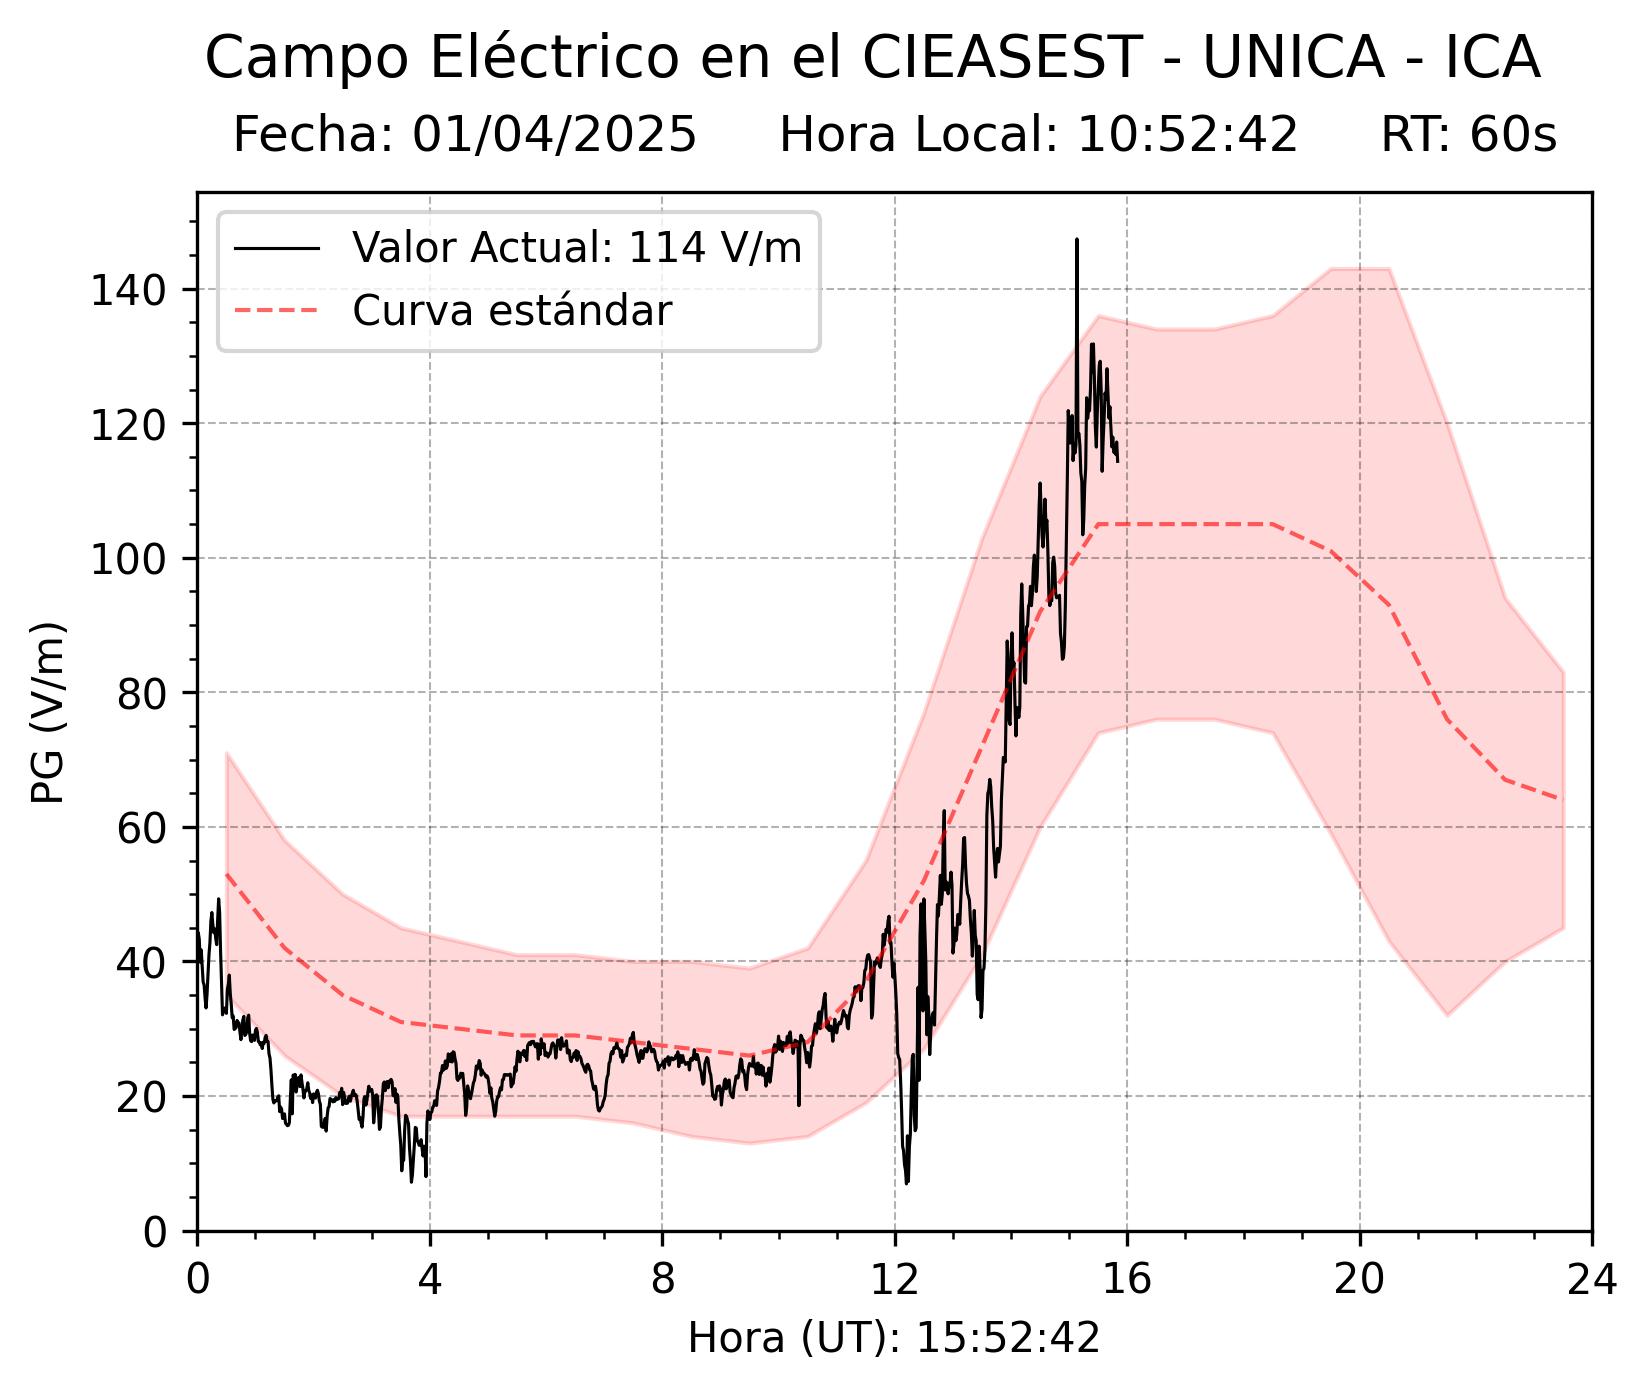 Campo Eléctrico en el CIEASEST - UNICA - ICA
Fecha: 01/04/2025 Hora Local: 10:52:42 RT: 60s
Valor Actual: 114 V/m
Curva estándar
PG (V/m)
140
120
100
80
60
40
20
0
0 4 8 12 16 20 24
Hora (UT): 15:52:42